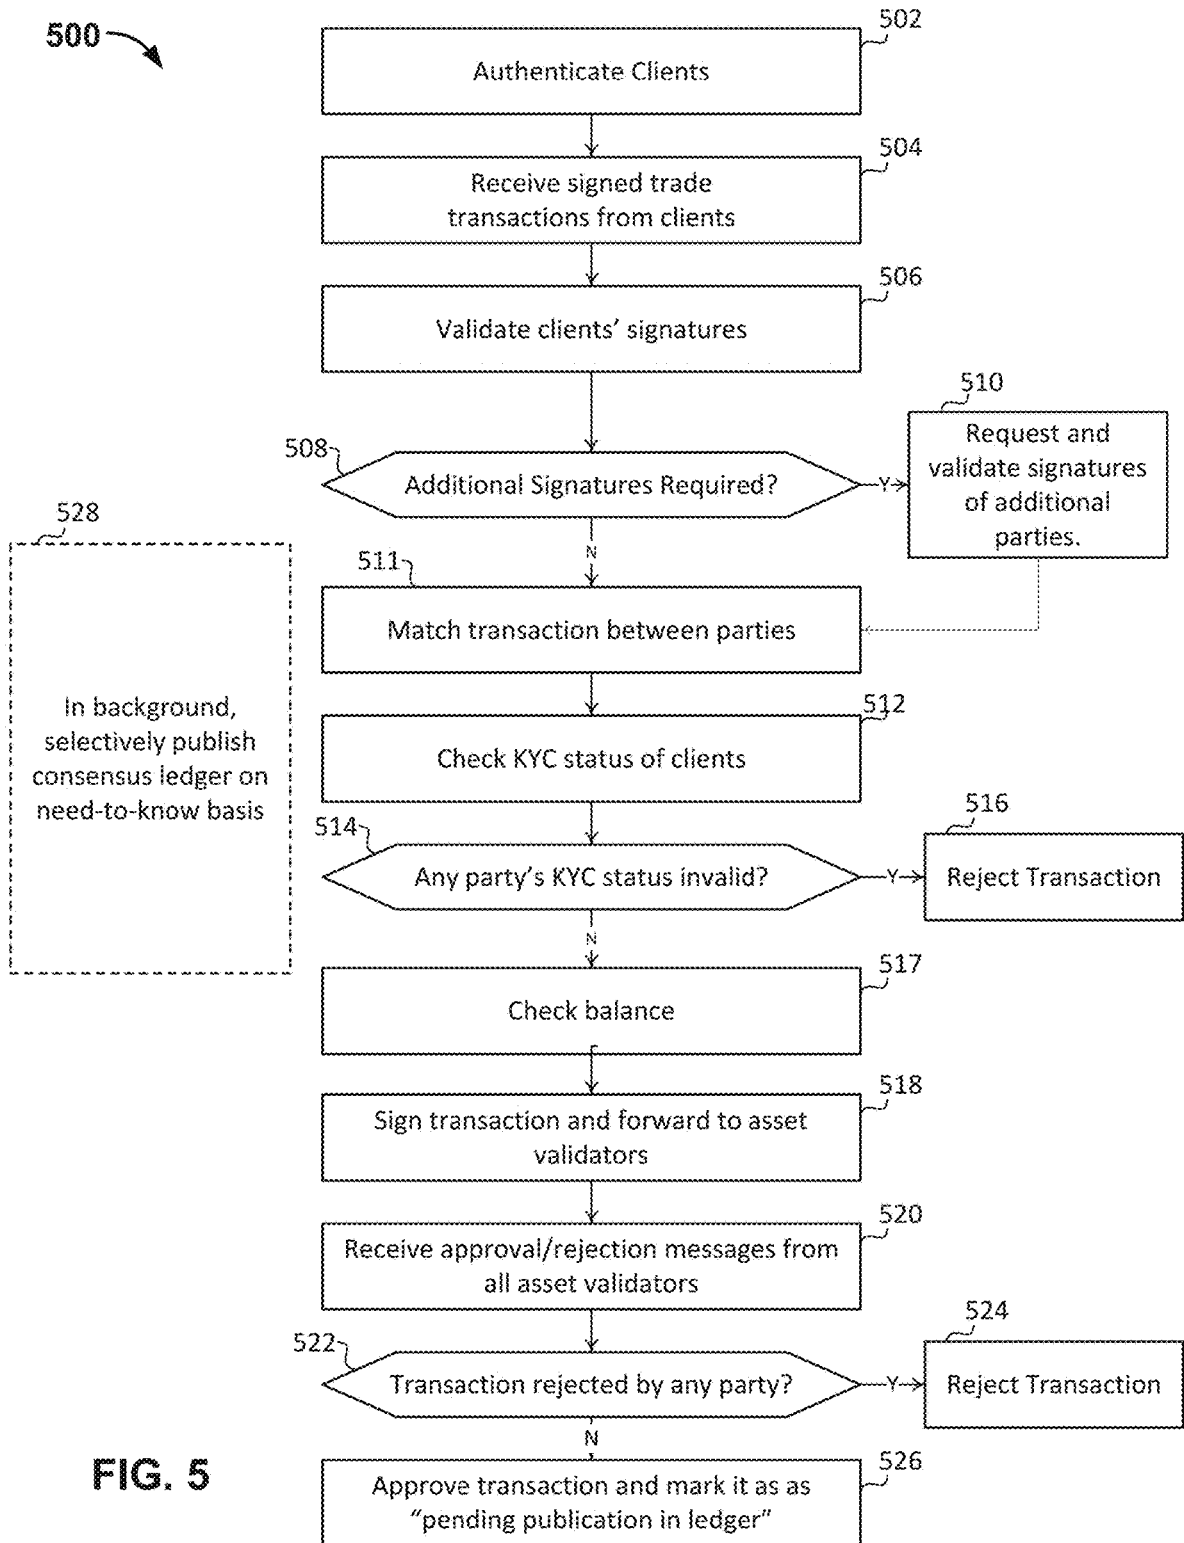 500
502
Authenticate Clients
504
Receive signed trade
transactions from clients
506
Validate clients' signatures
508
Additional Signatures Required?
Y
510
Request and
validate signatures
of additional
parties.
N
528
In background,
selectively publish
consensus ledger on
need-to-know basis
511
Match transaction between parties
512
Check KYC status of clients
514
Any party's KYC status invalid?
Y
516
Reject Transaction
N
517
Check balance
518
Sign transaction and forward to asset
validators
520
Receive approval/rejection messages from
all asset validators
522
Transaction rejected by any party?
Y
524
Reject Transaction
N
526
Approve transaction and mark it as as
"pending publication in ledger"
FIG. 5